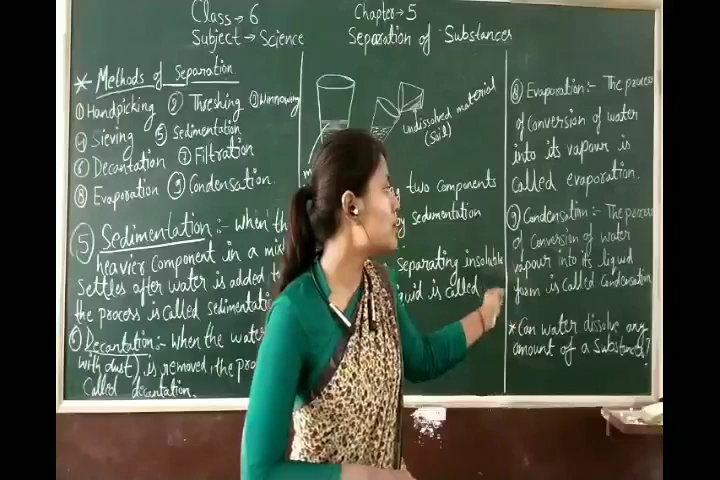 Class → 6
Subject → Science
Chapter → 5
Separation of Substances
* Methods of Separation
① Handpicking ② Threshing ③ Winnowing
④ Sieving ⑤ Sedimentation
⑥ Decantation ⑦ Filtration
⑧ Evaporation ⑨ Condensation.
⑤ Sedimentation :- When th
heavier component in a mix
Settles after water is added to
the process is called sedimentati
⑥ Decantation :- When the wate
with dust) is removed, the pro
Called decantation.
undissolved material
(soil)
two components
by sedimentation
Separating insoluble
is called
⑧ Evaporation :- The process
of conversion of water
into its vapour is
called evaporation.
⑨ Condensation :- The process
of Conversion of water
vapour into its liquid
form is called Condensation
* Can water dissolve any
amount of a substance?